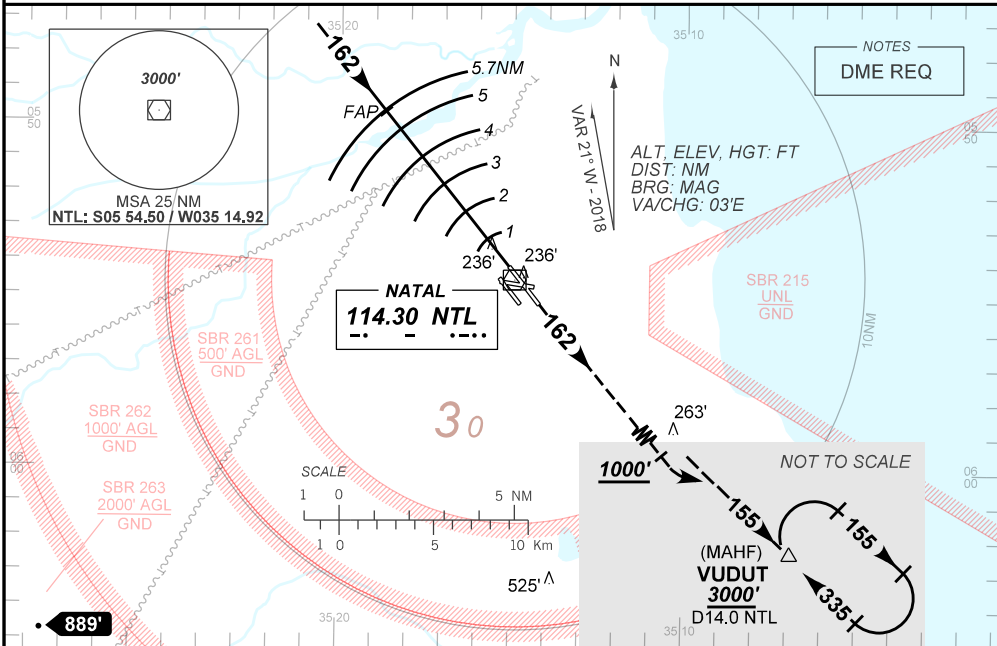 35 20
35 10
05 50
05 50
3000'
MSA 25 NM
NTL: S05 54.50 / W035 14.92
162
5.7NM
FAP
5
4
3
2
1
N
VAR 21° W - 2018
NOTES
DME REQ
ALT, ELEV, HGT: FT
DIST: NM
BRG: MAG
VA/CHG: 03'E
236'
236'
NATAL
114.30 NTL
162
SBR 215
UNL
GND
10NM
SBR 261
500' AGL
GND
SBR 262
1000' AGL
GND
SBR 263
2000' AGL
GND
30
263'
06 00
06 00
SCALE
1 0 5 NM
1 0 5 10 Km
1000'
NOT TO SCALE
155
155
335
(MAHF)
VUDUT
3000'
D14.0 NTL
525'
889'
35 20
35 10